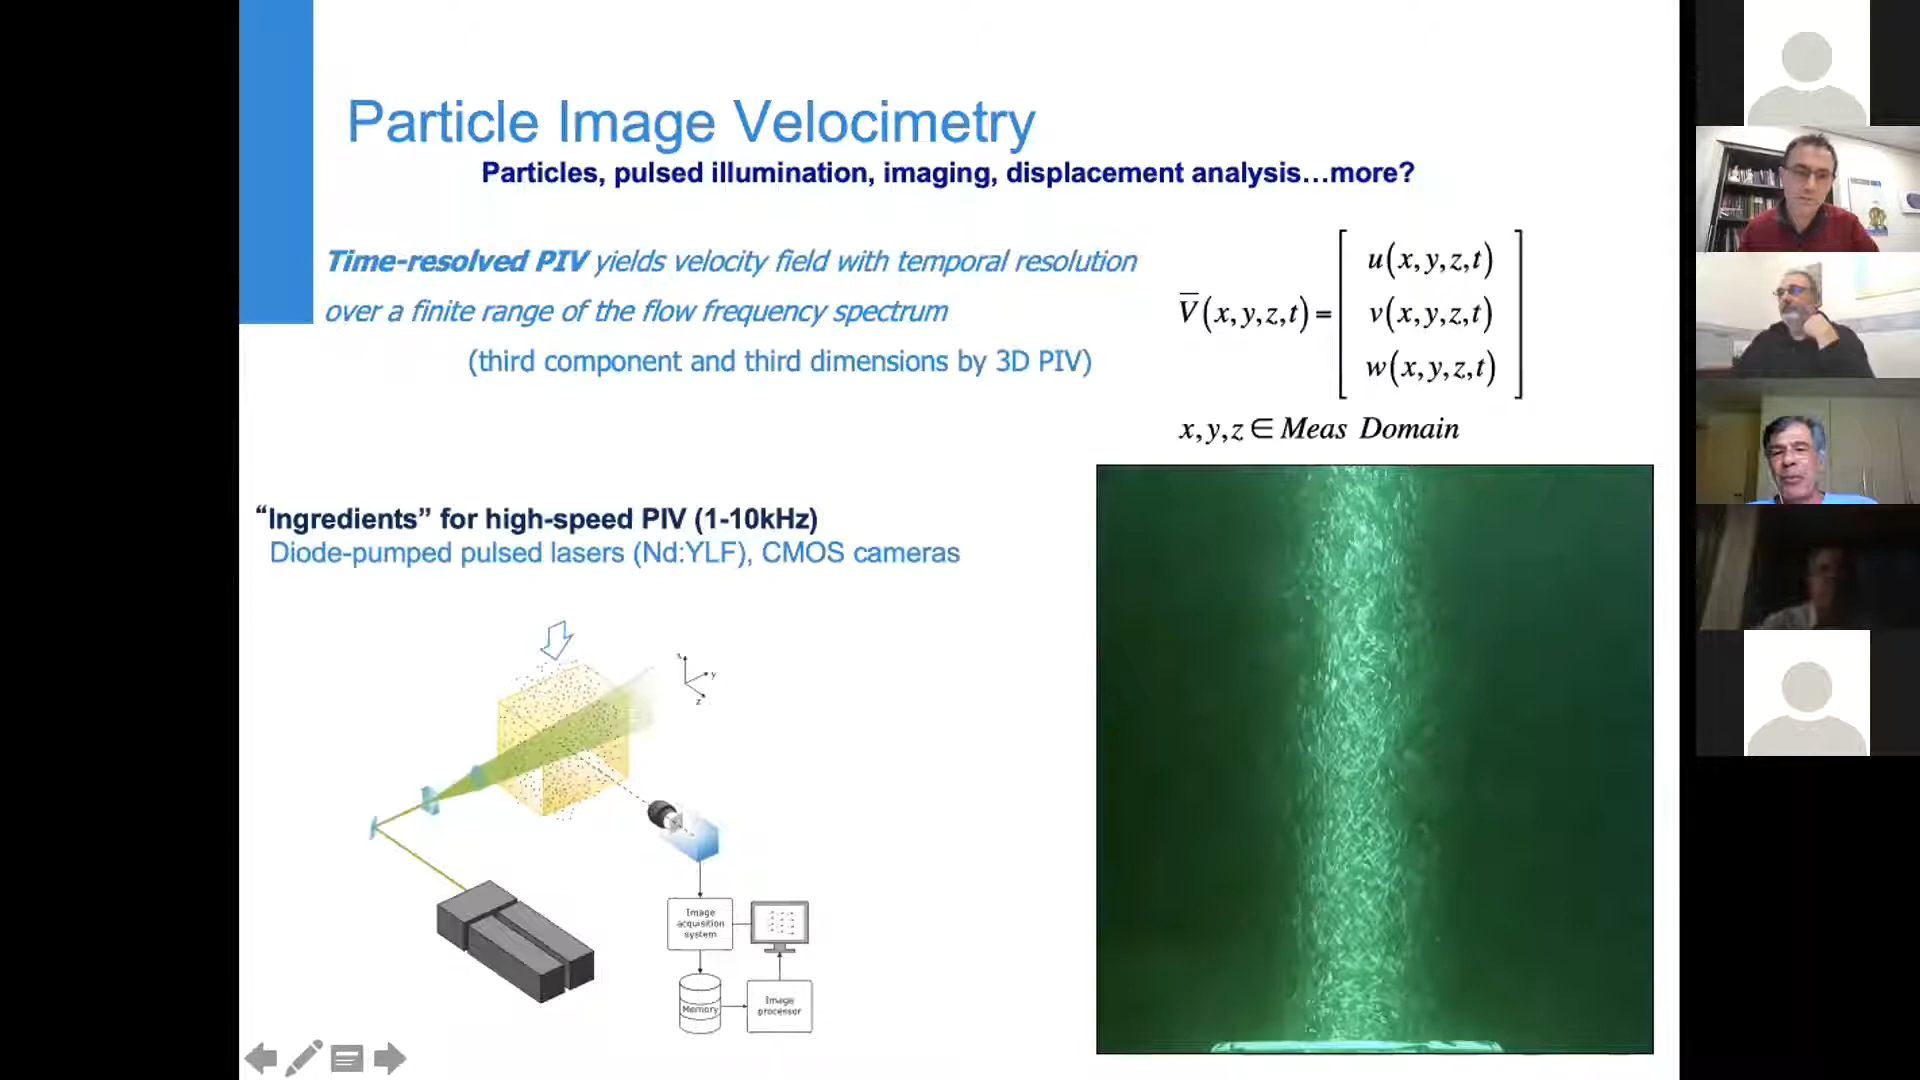 Particle Image Velocimetry
Particles, pulsed illumination, imaging, displacement analysis…more?
Time-resolved PIV yields velocity field with temporal resolution
over a finite range of the flow frequency spectrum
(third component and third dimensions by 3D PIV)
V̅(x,y,z,t) = [ u(x,y,z,t)
v(x,y,z,t)
w(x,y,z,t) ]
x,y,z ∈ Meas Domain
“Ingredients” for high-speed PIV (1-10kHz)
Diode-pumped pulsed lasers (Nd:YLF), CMOS cameras
x
y
z
Image
acquisition
system
Memory
Image
processor